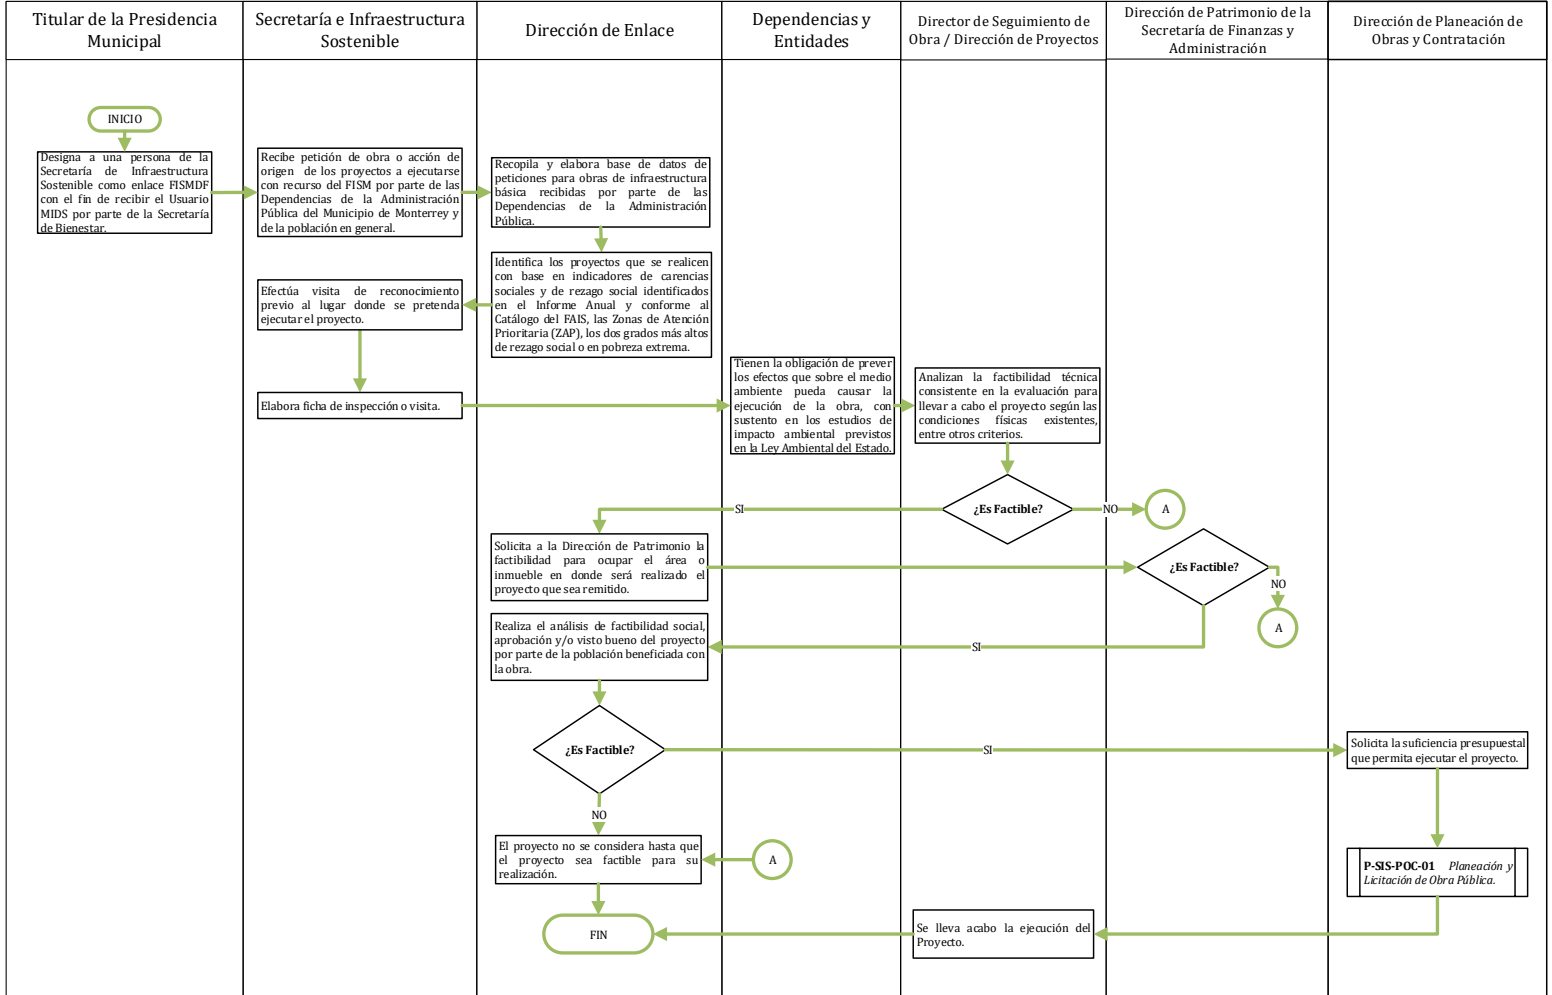 Titular de la Presidencia
Municipal
Secretaría e Infraestructura
Sostenible
Dirección de Enlace
Dependencias y
Entidades
Director de Seguimiento de
Obra / Dirección de Proyectos
Dirección de Patrimonio de la
Secretaría de Finanzas y
Administración
Dirección de Planeación de
Obras y Contratación
INICIO
Designa a una persona de la
Secretaría de Infraestructura
Sostenible como enlace FISMDF
con el fin de recibir el Usuario
MIDS por parte de la Secretaría
de Bienestar.
Recibe petición de obra o acción de
origen de los proyectos a ejecutarse
con recurso del FISM por parte de las
Dependencias de la Administración
Pública del Municipio de Monterrey y
de la población en general.
Recopila y elabora base de datos de
peticiones para obras de infraestructura
básica recibidas por parte de las
Dependencias de la Administración
Pública.
Identifica los proyectos que se realicen
con base en indicadores de carencias
sociales y de rezago social identificados
en el Informe Anual y conforme al
Catálogo del FAIS, las Zonas de Atención
Prioritaria (ZAP), los dos grados más altos
de rezago social o en pobreza extrema.
Efectúa visita de reconocimiento
previo al lugar donde se pretenda
ejecutar el proyecto.
Elabora ficha de inspección o visita.
Tienen la obligación de prever
los efectos que sobre el medio
ambiente pueda causar la
ejecución de la obra, con
sustento en los estudios de
impacto ambiental previstos
en la Ley Ambiental del Estado.
Analizan la factibilidad técnica
consistente en la evaluación para
llevar a cabo el proyecto según las
condiciones físicas existentes,
entre otros criterios.
¿Es Factible?
SI
NO
A
Solicita a la Dirección de Patrimonio la
factibilidad para ocupar el área o
inmueble en donde será realizado el
proyecto que sea remitido.
¿Es Factible?
NO
A
SI
Realiza el análisis de factibilidad social,
aprobación y/o visto bueno del proyecto
por parte de la población beneficiada con
la obra.
¿Es Factible?
SI
NO
Solicita la suficiencia presupuestal
que permita ejecutar el proyecto.
El proyecto no se considera hasta que
el proyecto sea factible para su
realización.
A
P-SIS-POC-01 Planeación y
Licitación de Obra Pública.
Se lleva acabo la ejecución del
Proyecto.
FIN